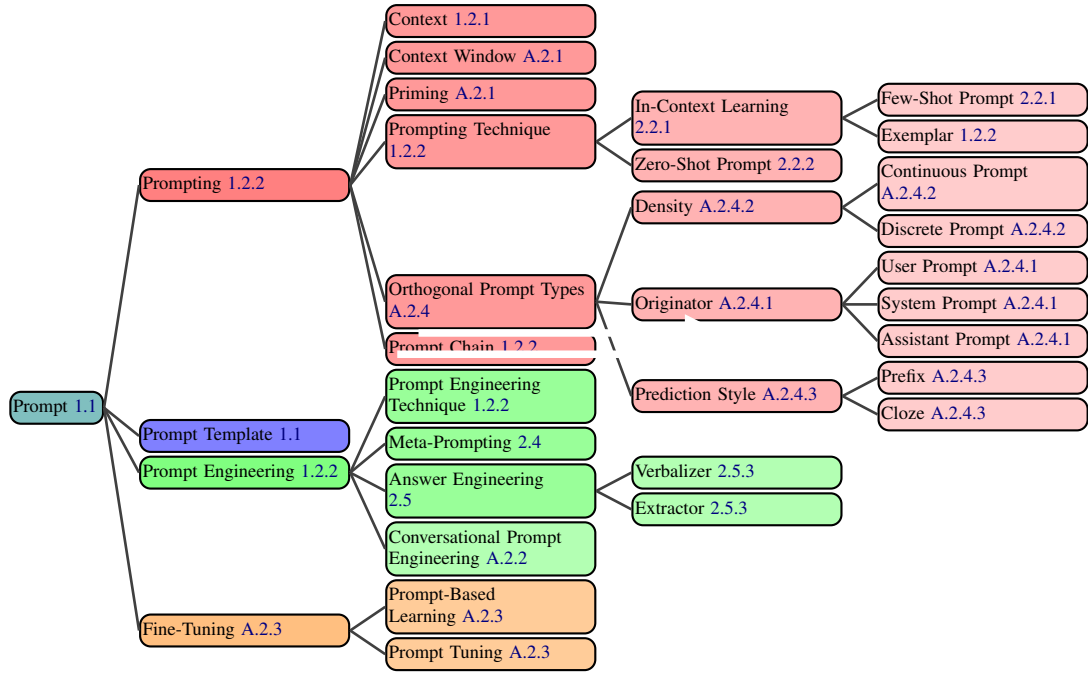 Context 1.2.1
Context Window A.2.1
Priming A.2.1
Prompting Technique
1.2.2
In-Context Learning
2.2.1
Few-Shot Prompt 2.2.1
Exemplar 1.2.2
Zero-Shot Prompt 2.2.2
Prompting 1.2.2
Density A.2.4.2
Continuous Prompt
A.2.4.2
Discrete Prompt A.2.4.2
Orthogonal Prompt Types
A.2.4
Originator A.2.4.1
User Prompt A.2.4.1
System Prompt A.2.4.1
Assistant Prompt A.2.4.1
Prompt Chain 1.2.2
Prediction Style A.2.4.3
Prefix A.2.4.3
Cloze A.2.4.3
Prompt 1.1
Prompt Template 1.1
Prompt Engineering 1.2.2
Prompt Engineering
Technique 1.2.2
Meta-Prompting 2.4
Answer Engineering
2.5
Verbalizer 2.5.3
Extractor 2.5.3
Conversational Prompt
Engineering A.2.2
Fine-Tuning A.2.3
Prompt-Based
Learning A.2.3
Prompt Tuning A.2.3